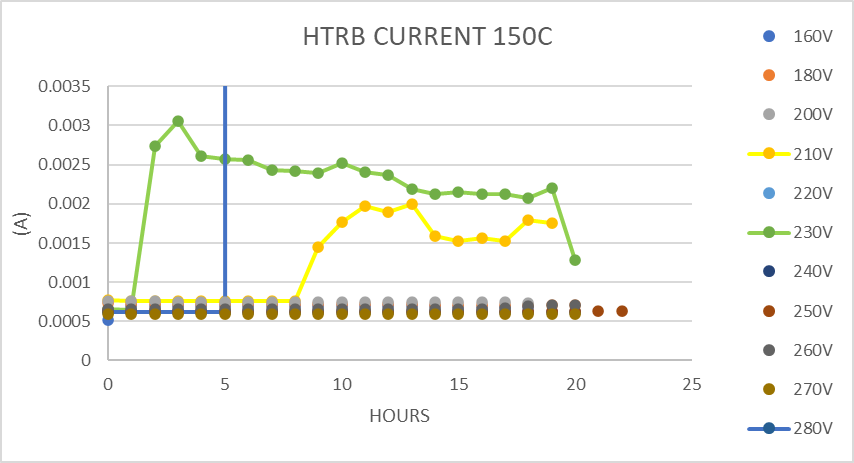 HTRB CURRENT 150C
0.0035
0.003
0.0025
0.002
0.0015
0.001
0.0005
0
(A)
0 5 10 15 20 25
HOURS
160V
180V
200V
210V
220V
230V
240V
250V
260V
270V
280V